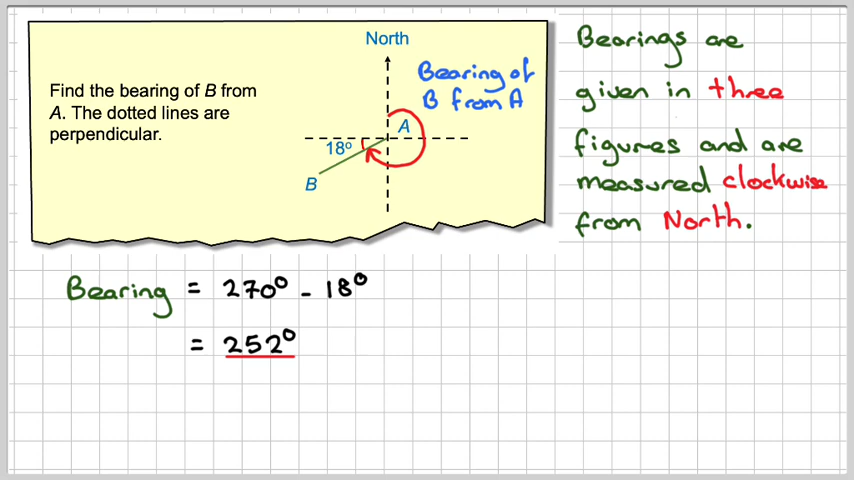 North
Find the bearing of B from
A. The dotted lines are
perpendicular.
Bearing of
B from A
A
18°
B
Bearings are
given in three
figures and are
measured clockwise
from North.
Bearing = 270° - 18°
= 252°